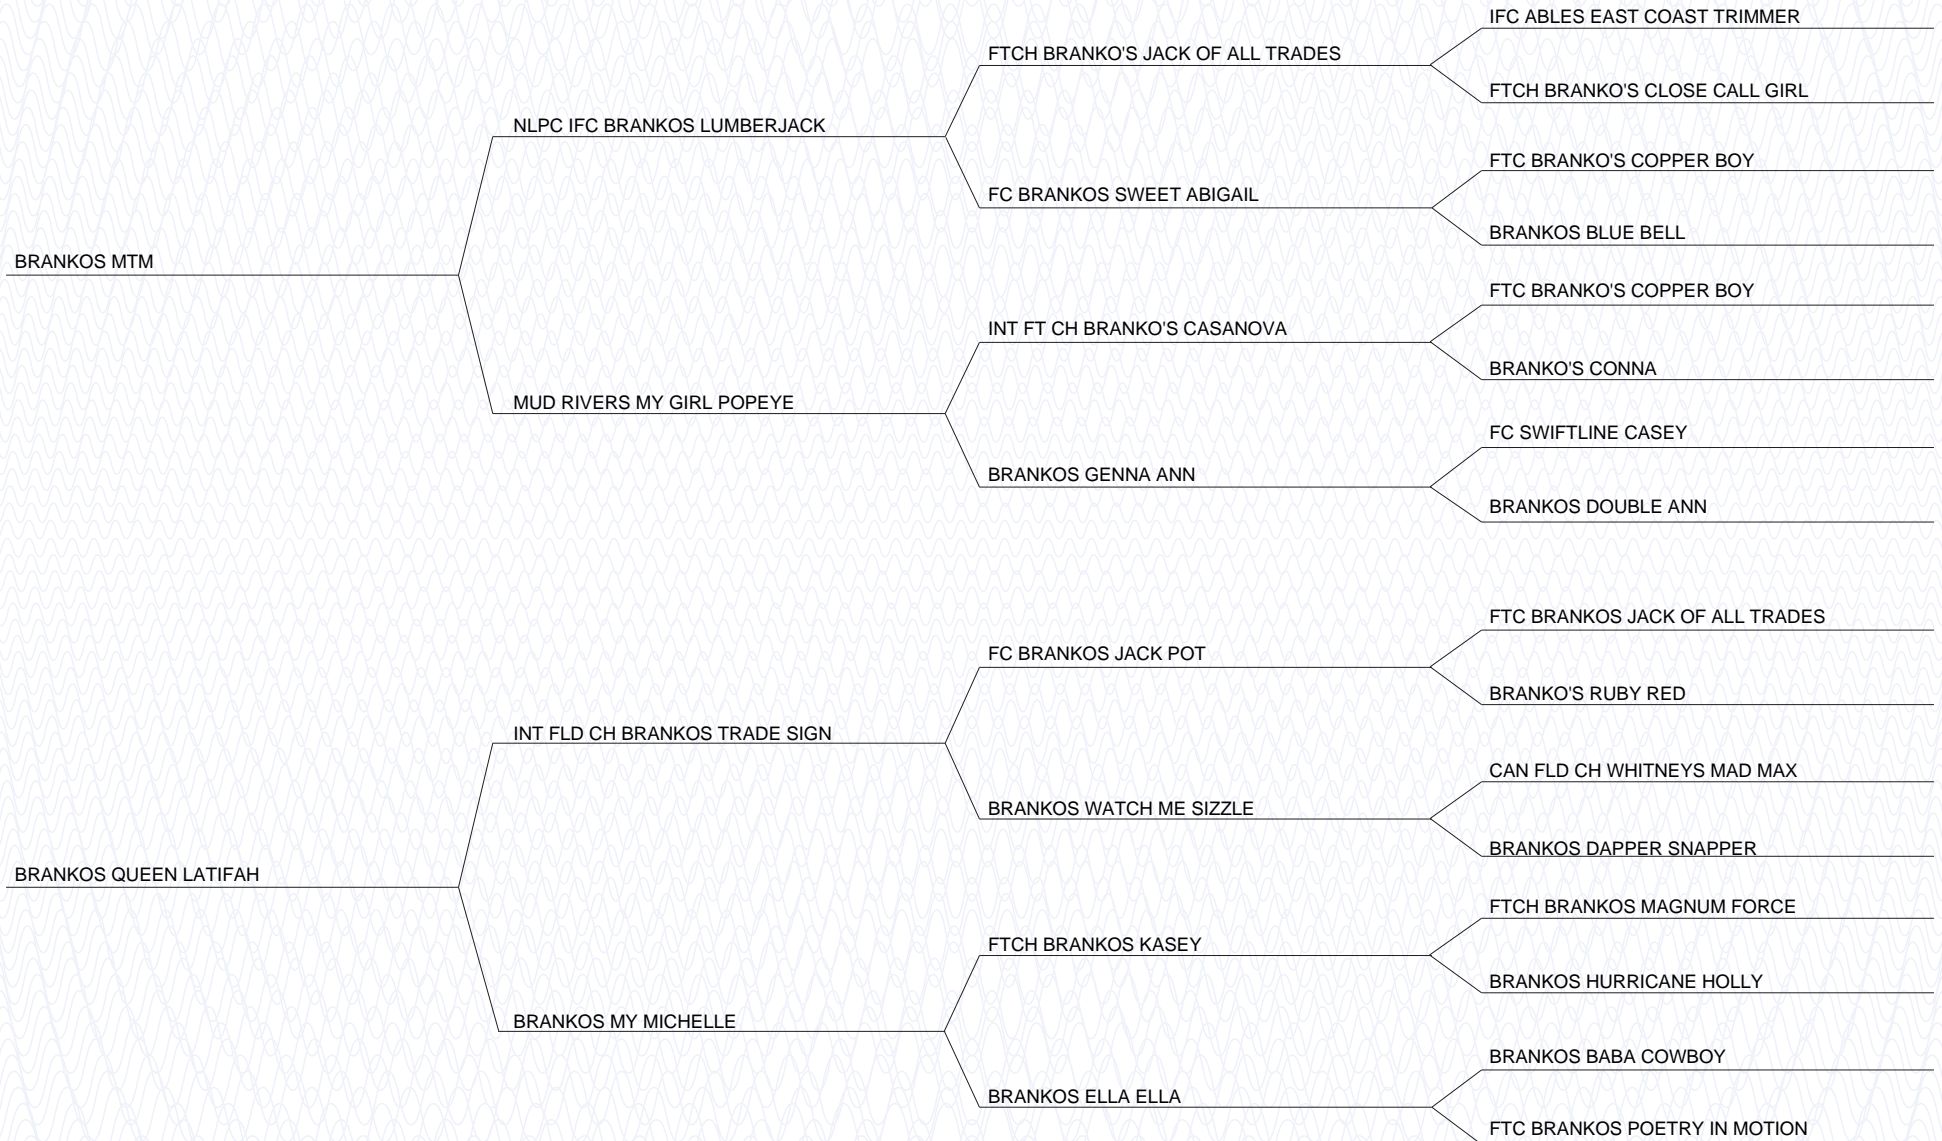 IFC ABLES EAST COAST TRIMMER
FTCH BRANKO'S JACK OF ALL TRADES
FTCH BRANKO'S CLOSE CALL GIRL
NLPC IFC BRANKOS LUMBERJACK
FTC BRANKO'S COPPER BOY
FC BRANKOS SWEET ABIGAIL
BRANKOS BLUE BELL
BRANKOS MTM
FTC BRANKO'S COPPER BOY
INT FT CH BRANKO'S CASANOVA
BRANKO'S CONNA
MUD RIVERS MY GIRL POPEYE
FC SWIFTLINE CASEY
BRANKOS GENNA ANN
BRANKOS DOUBLE ANN
FTC BRANKOS JACK OF ALL TRADES
FC BRANKOS JACK POT
BRANKO'S RUBY RED
INT FLD CH BRANKOS TRADE SIGN
CAN FLD CH WHITNEYS MAD MAX
BRANKOS WATCH ME SIZZLE
BRANKOS DAPPER SNAPPER
BRANKOS QUEEN LATIFAH
FTCH BRANKOS MAGNUM FORCE
FTCH BRANKOS KASEY
BRANKOS HURRICANE HOLLY
BRANKOS MY MICHELLE
BRANKOS BABA COWBOY
BRANKOS ELLA ELLA
FTC BRANKOS POETRY IN MOTION